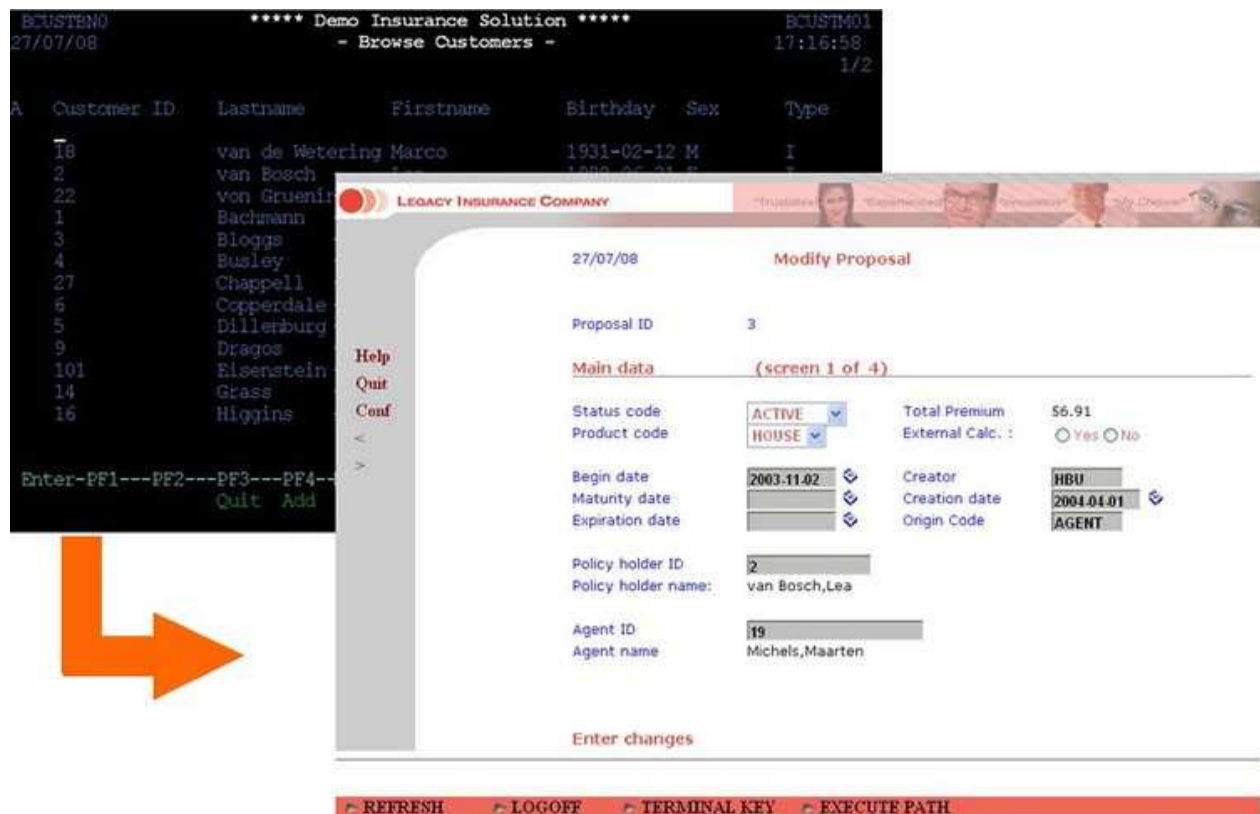 BCUSTBN0 ***** Demo Insurance Solution ***** BCUSTM01
27/07/08 - Browse Customers - 17:16:58
1/2
A Customer ID Lastname Firstname Birthday Sex Type
18 van de Wetering Marco 1931-02-12 M I
2 van Bosch
22 von Gruenin
1 Bachmann
3 Bloggs
4 Busley
27 Chappell
6 Copperdale
5 Dillenburg
9 Dragos
101 Eisenstein
14 Grass
16 Higgins
Enter-PF1---PF2---PF3---PF4--
Quit Add
LEGACY INSURANCE COMPANY
27/07/08 Modify Proposal
Proposal ID 3
Main data (screen 1 of 4)
Help
Quit
Conf
<
>
Status code ACTIVE Total Premium 56.91
Product code HOUSE External Calc. : Yes No
Begin date 2003-11-02 Creator HBU
Maturity date Creation date 2004-04-01
Expiration date Origin Code AGENT
Policy holder ID 2
Policy holder name: van Bosch,Lea
Agent ID 19
Agent name Michels,Maarten
Enter changes
REFRESH LOGOFF TERMINAL KEY EXECUTE PATH